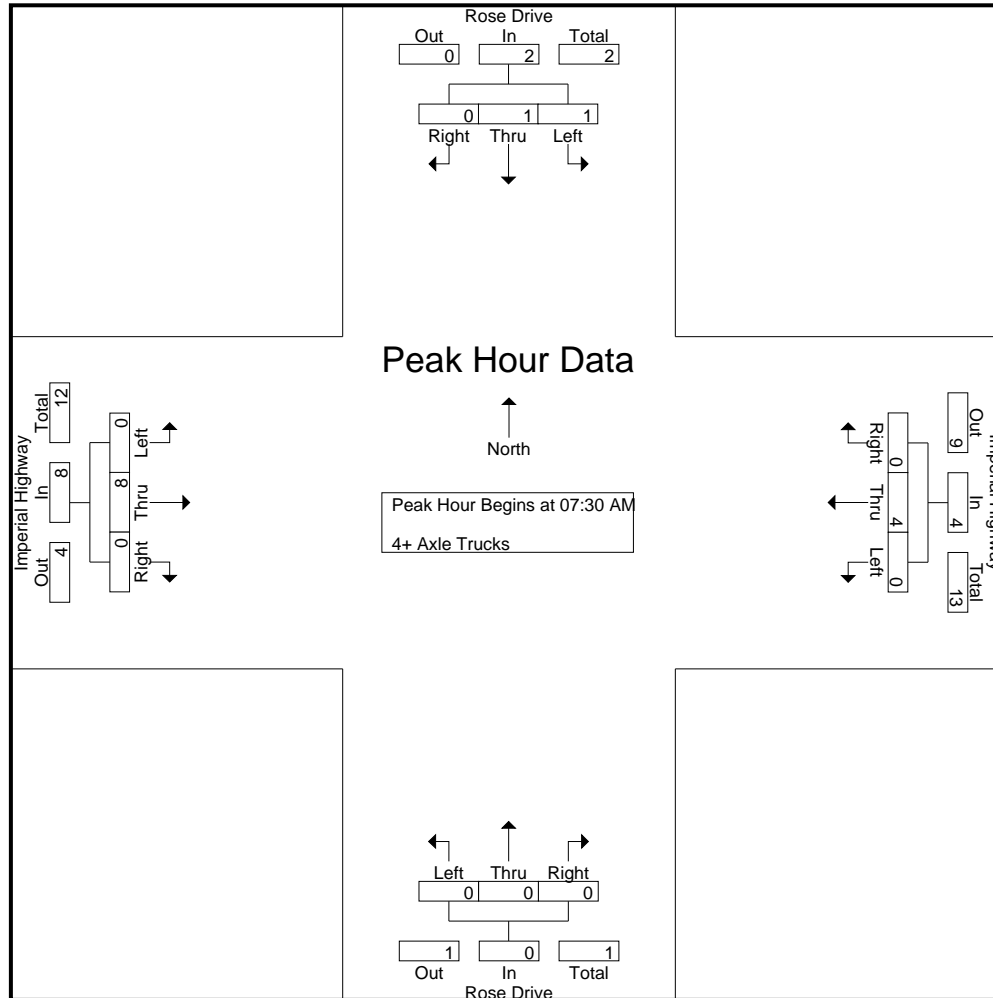 Rose Drive
Out In Total
0 2 2
0 1 1
Right Thru Left
Peak Hour Data
North
Peak Hour Begins at 07:30 AM
4+ Axle Trucks
Imperial Highway
Total In Out
12 8 4
0 8 0
Left Thru Right
Right Thru Left
0 4 0
9 4 13
Out In Total
Imperial Highway
Left Thru Right
0 0 0
1 0 1
Out In Total
Rose Drive